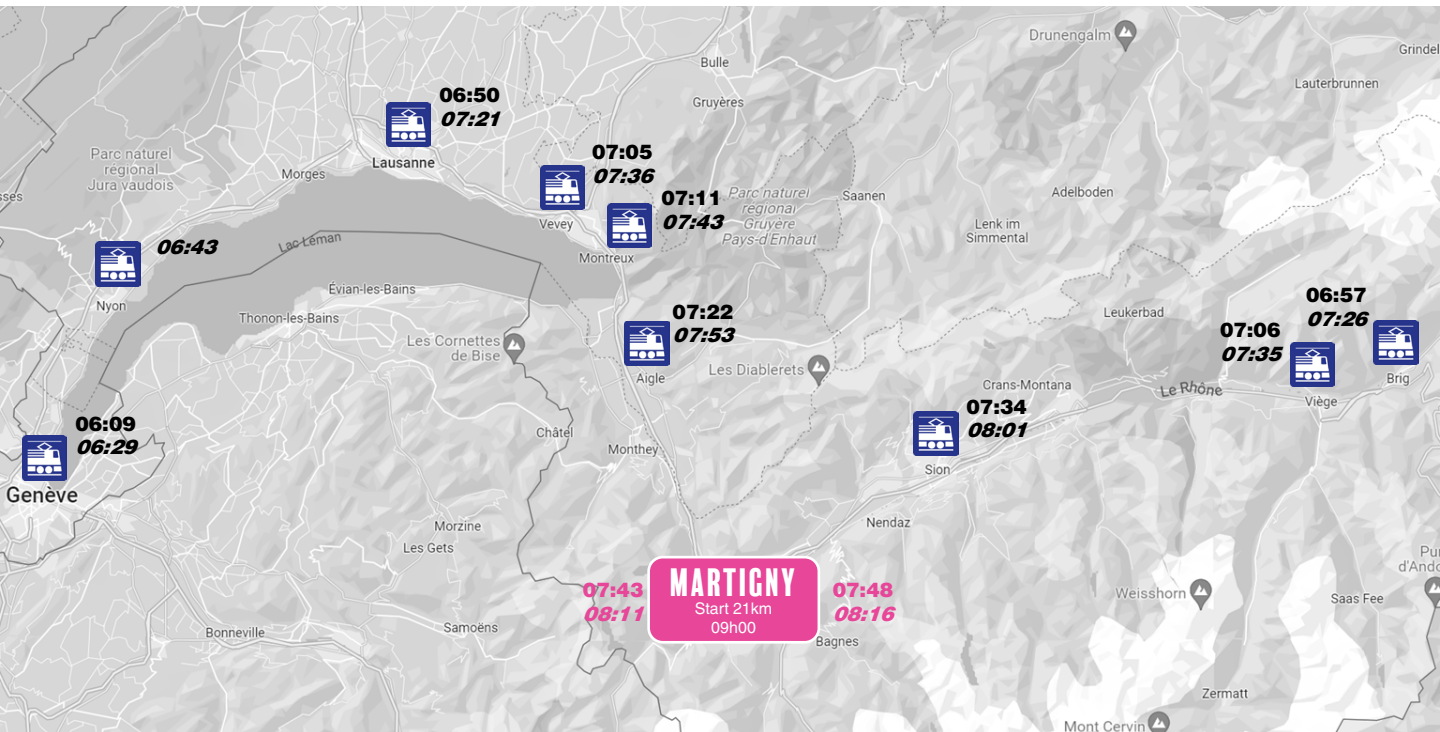 Drunengalm
Grindel
Bulle
Lauterbrunnen
06:50
07:21
Gruyères
Parc naturel
regional
Jura vaudois
Lausanne
07:05
07:36
Morges
sses
07:11
07:43
Parc naturel
régional
Gruyère
Pays-d'Enhaut
Saanen
Adelboden
Vevey
Lenk im
Simmental
06:43
Lac Léman
Montreux
Nyon
Évian-les-Bains
Thonon-les-Bains
07:22
07:53
Leukerbad
06:57
07:26
07:06
07:35
Les Cornettes
de Bise
Aigle
Les Diablerets
Crans-Montana
Le Rhône
Viège
Brig
06:09
06:29
07:34
08:01
Châtel
Monthey
Sion
Genève
Morzine
Nendaz
Les Gets
07:43
08:11
MARTIGNY
Start 21km
09h00
07:48
08:16
Pu
d'Ando
Weisshorn
Saas Fee
Bonneville
Samoëns
Bagnes
Zermatt
Mont Cervin